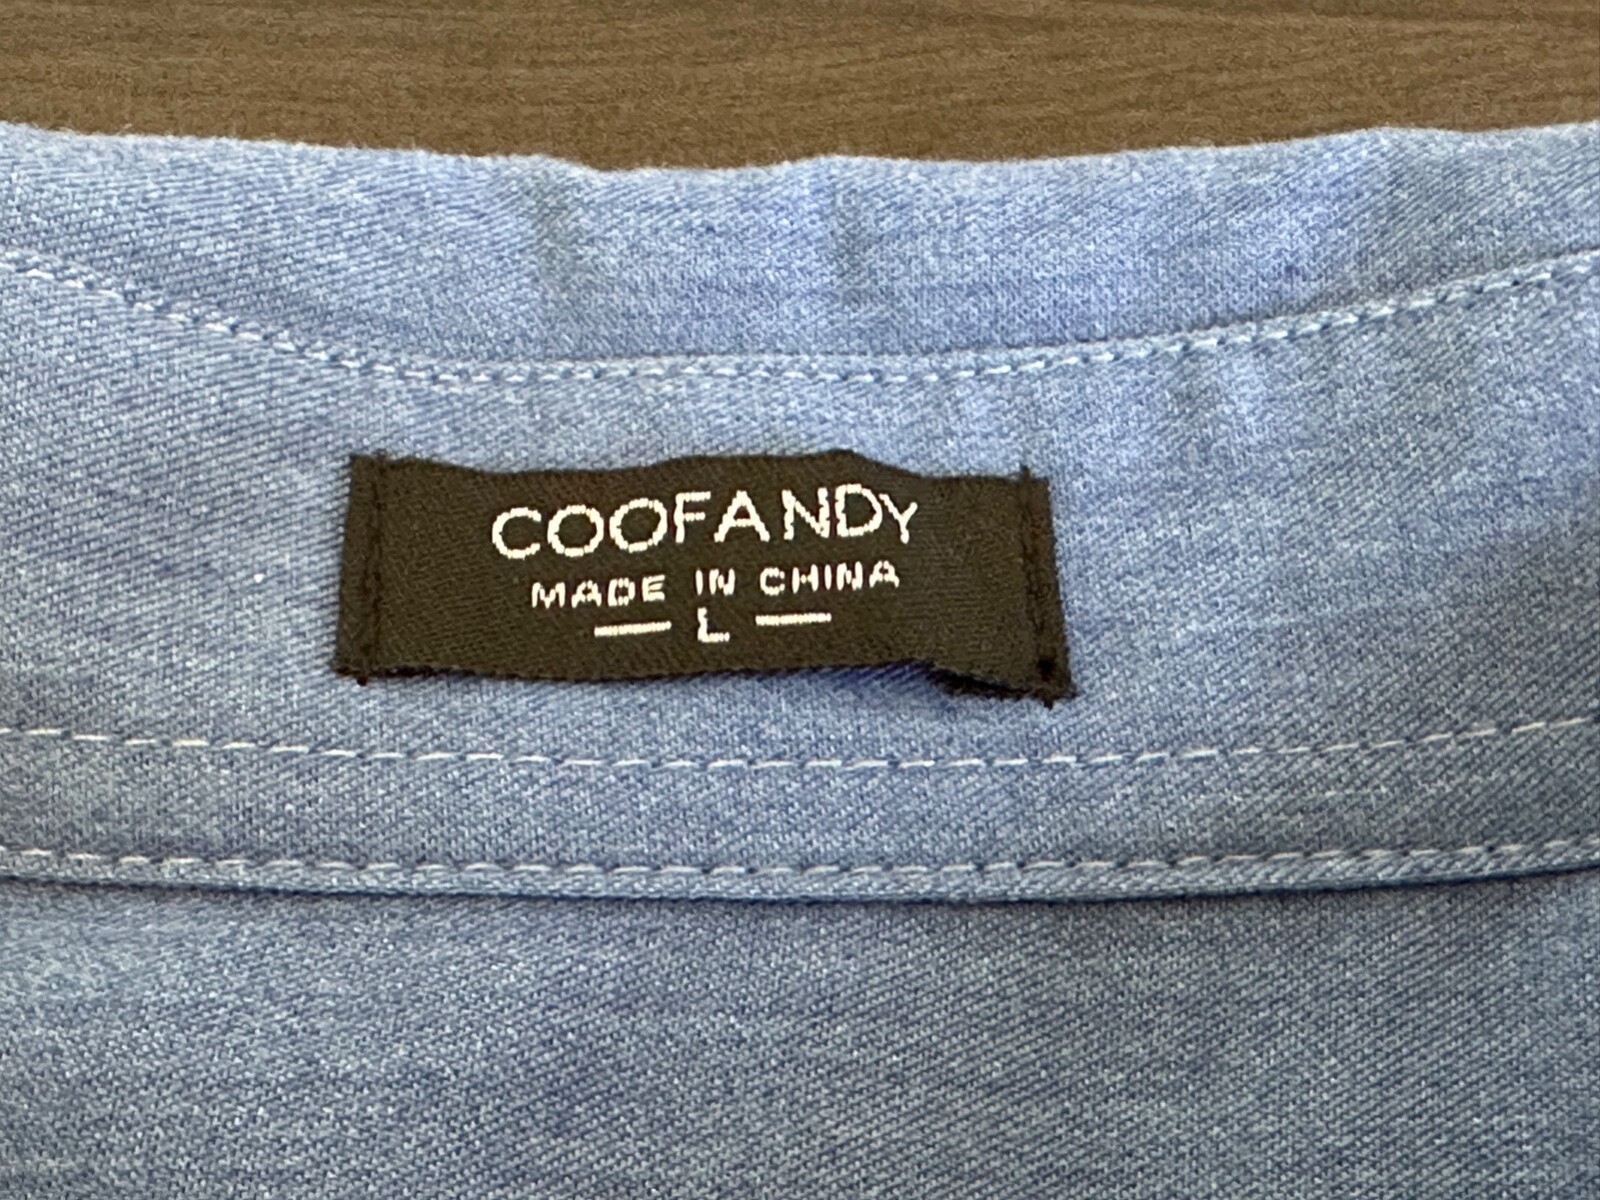 COOFANDY
MADE IN CHINA
— L —